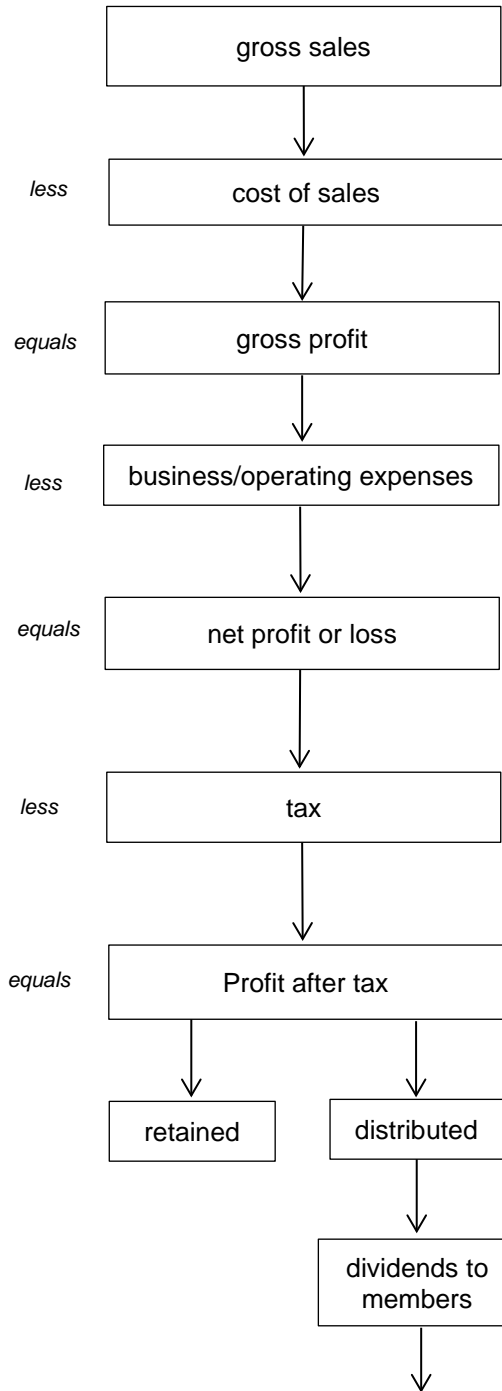 gross sales
less
cost of sales
equals
gross profit
less
business/operating expenses
equals
net profit or loss
less
tax
equals
Profit after tax
retained
distributed
dividends to
members